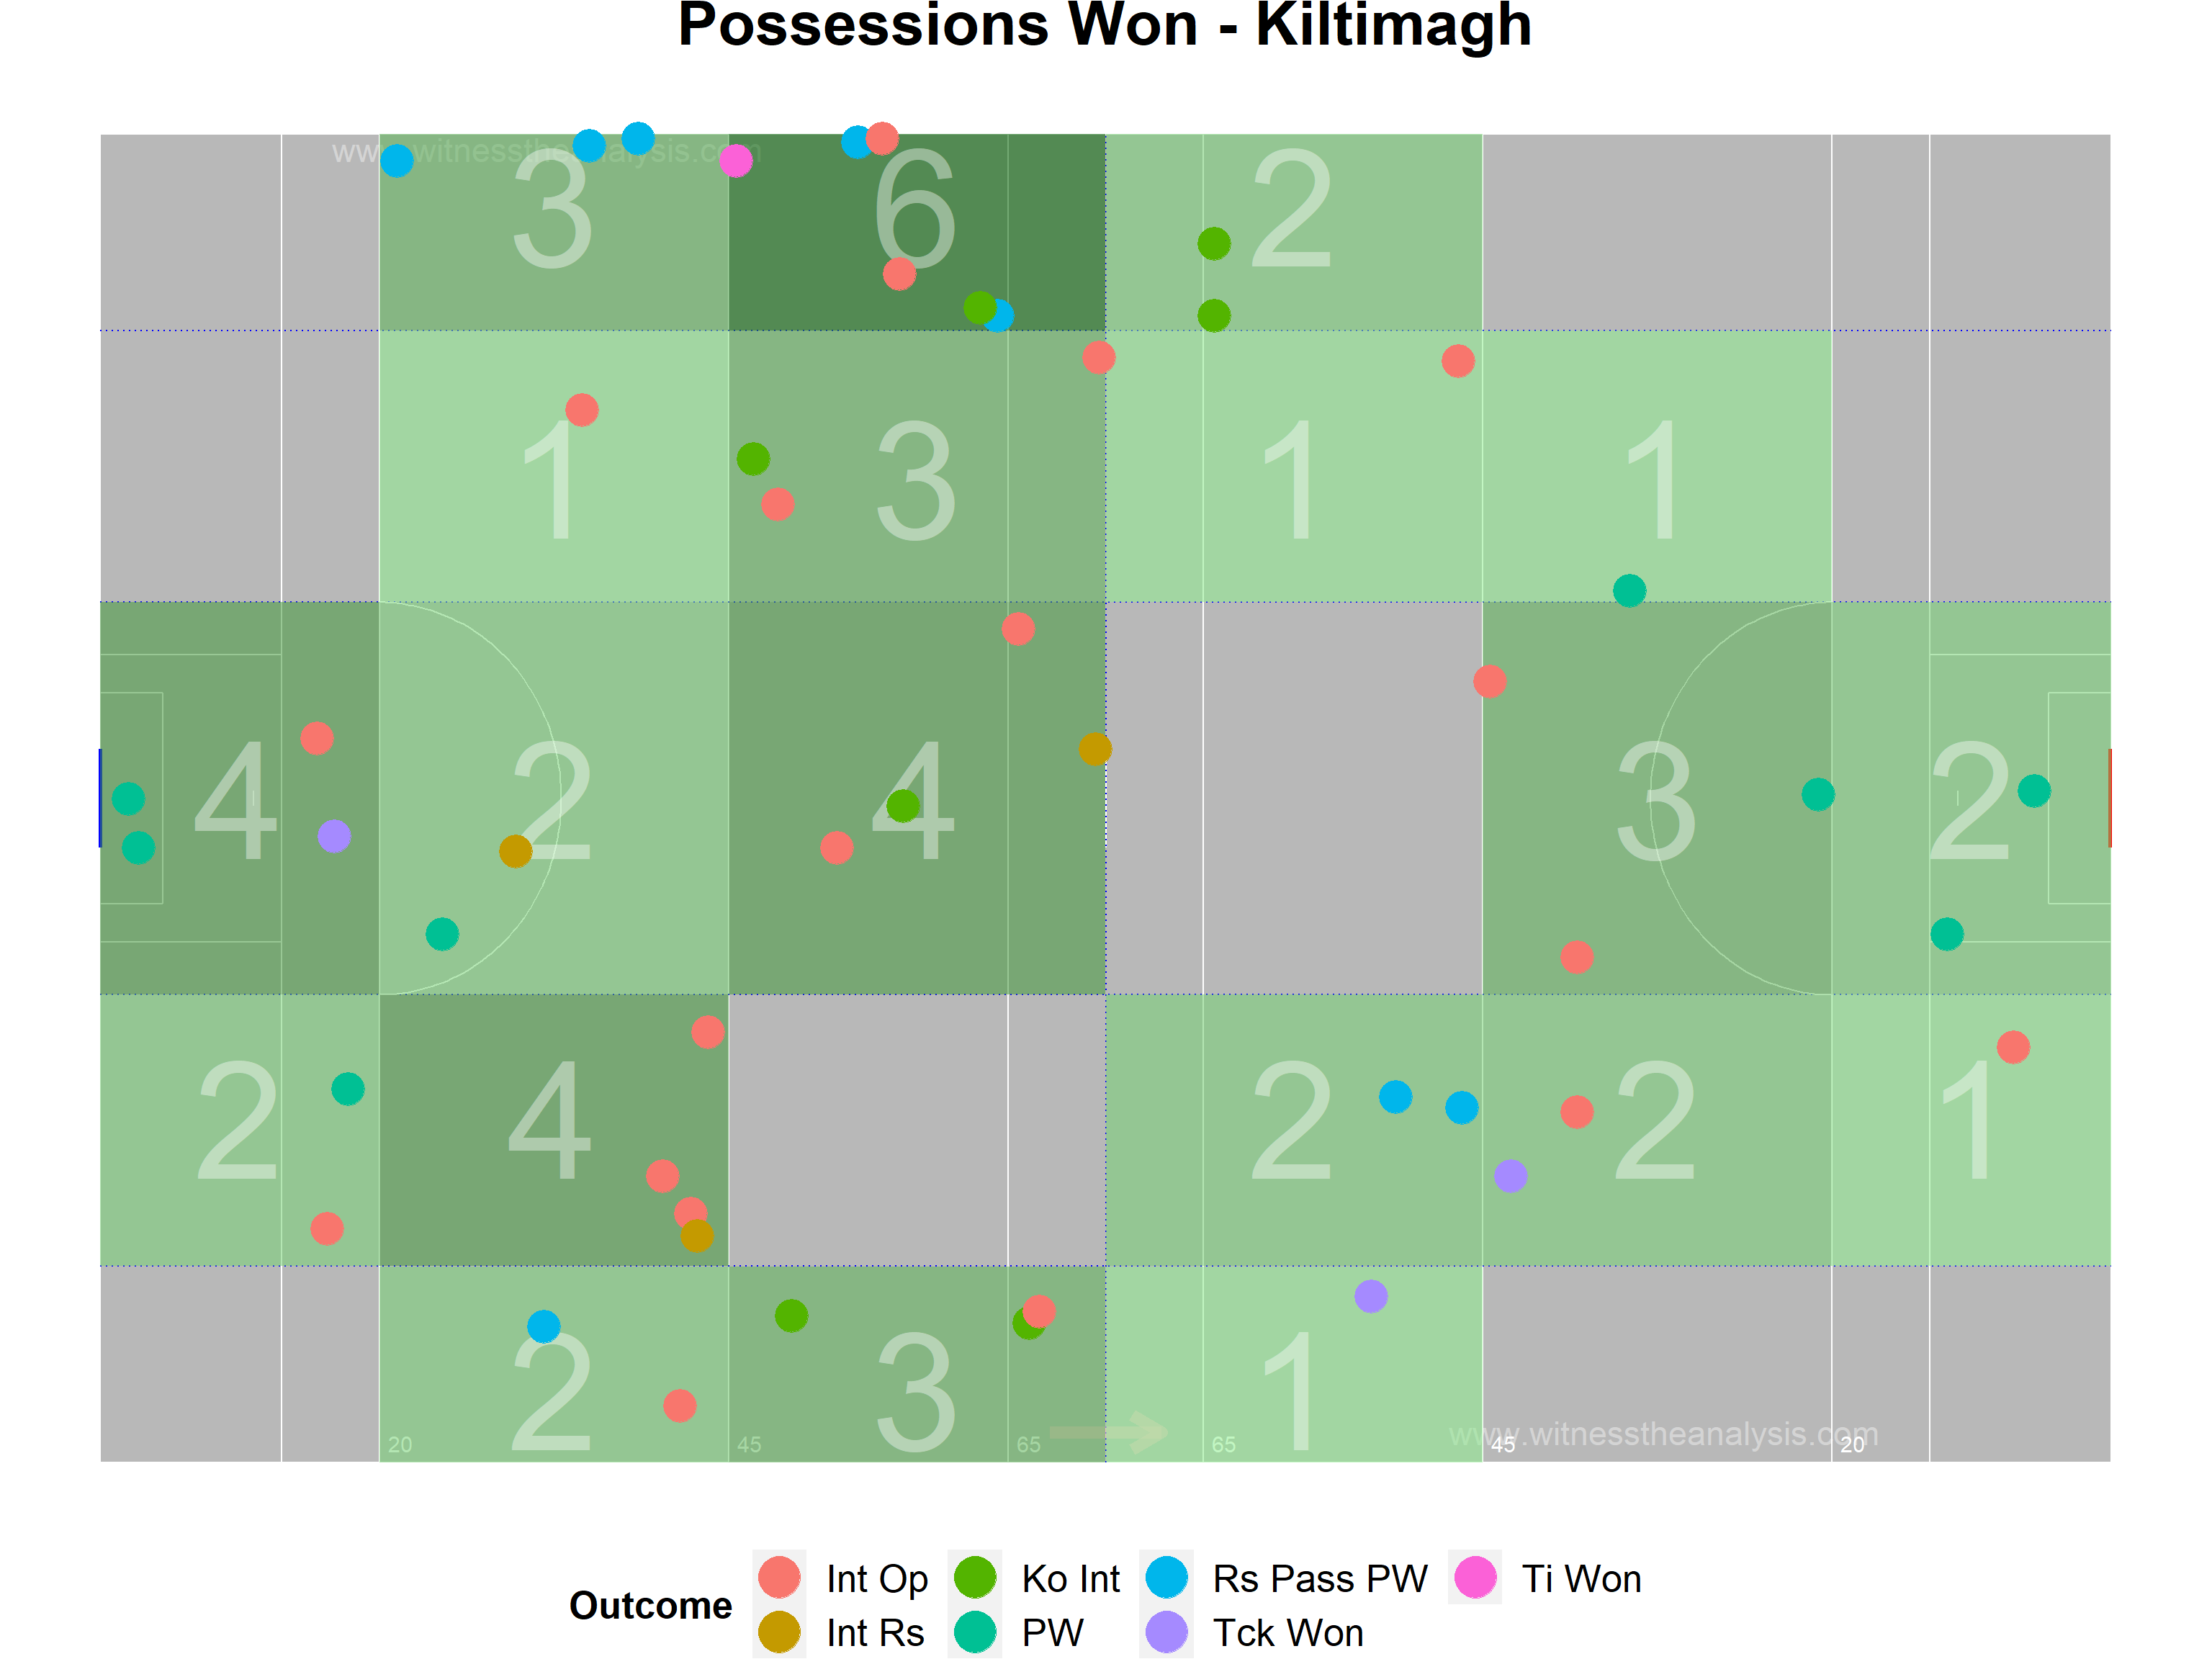 Possessions Won - Kiltimagh
www.witnesstheanalysis.com
3 6 2
1 3 1 1
4 2 4 3 2
2 4 2 2 1
2 3 1
www.witnesstheanalysis.com
20 45 65 65 45 20
Outcome
Int Op Ko Int Rs Pass PW Ti Won
Int Rs PW Tck Won